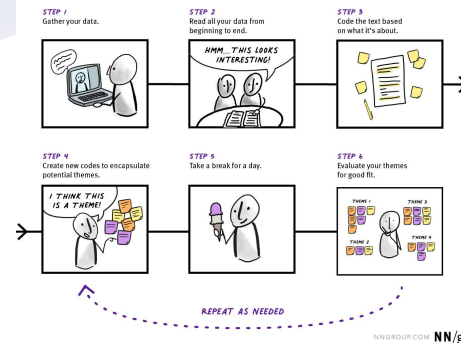 STEP 1
Gather your data.
STEP 2
Read all your data from
beginning to end.
STEP 3
Code the text based
on what it's about.
HMM...THIS LOOKS
INTERESTING!
STEP 4
Create new codes to encapsulate
potential themes.
STEP 5
Take a break for a day.
STEP 6
Evaluate your themes
for good fit.
I THINK THIS
IS A THEME!
THEME 1
THEME 3
THEME 2
THEME 4
REPEAT AS NEEDED
NNGROUP.COM NN/g